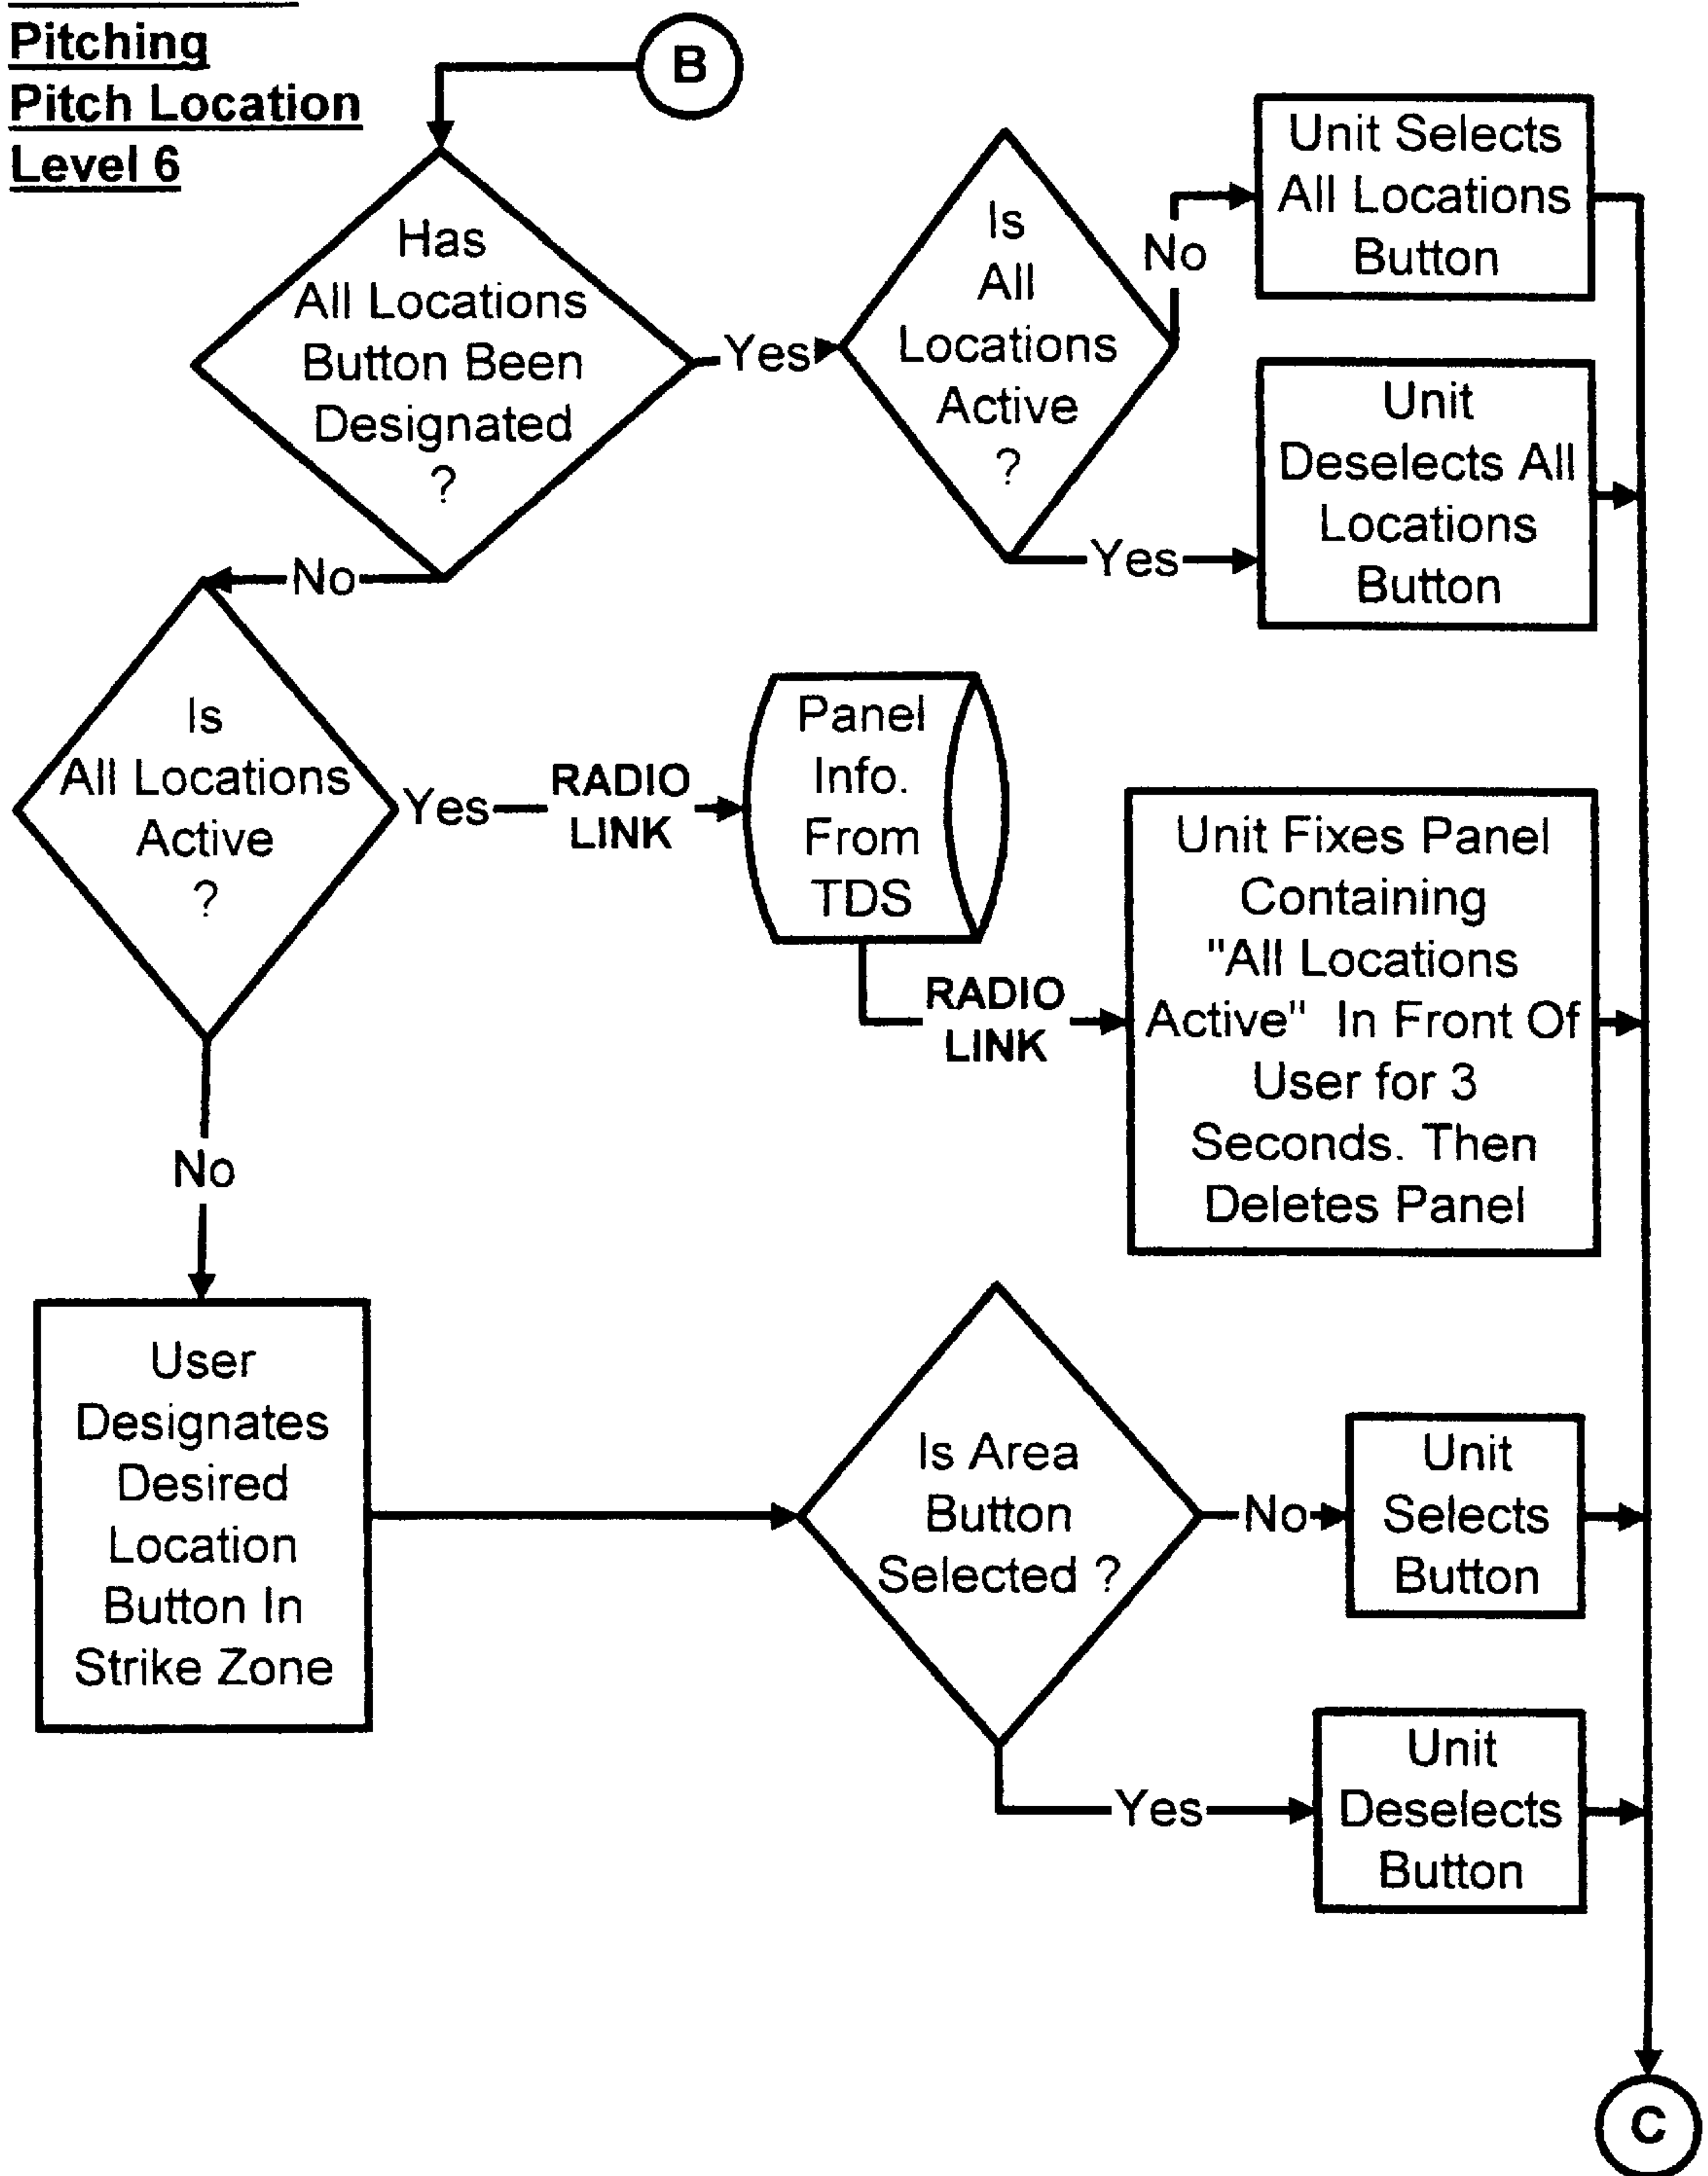 Pitching
Pitch Location
Level 6
B
Has
All Locations
Button Been
Designated
?
Yes
Is
All
Locations
Active
?
No
Unit Selects
All Locations
Button
Yes
Unit
Deselects All
Locations
Button
No
Is
All Locations
Active
?
Yes
RADIO
LINK
Panel
Info.
From
TDS
RADIO
LINK
Unit Fixes Panel
Containing
"All Locations
Active" In Front Of
User for 3
Seconds. Then
Deletes Panel
No
User
Designates
Desired
Location
Button In
Strike Zone
Is Area
Button
Selected ?
No
Unit
Selects
Button
Yes
Unit
Deselects
Button
C